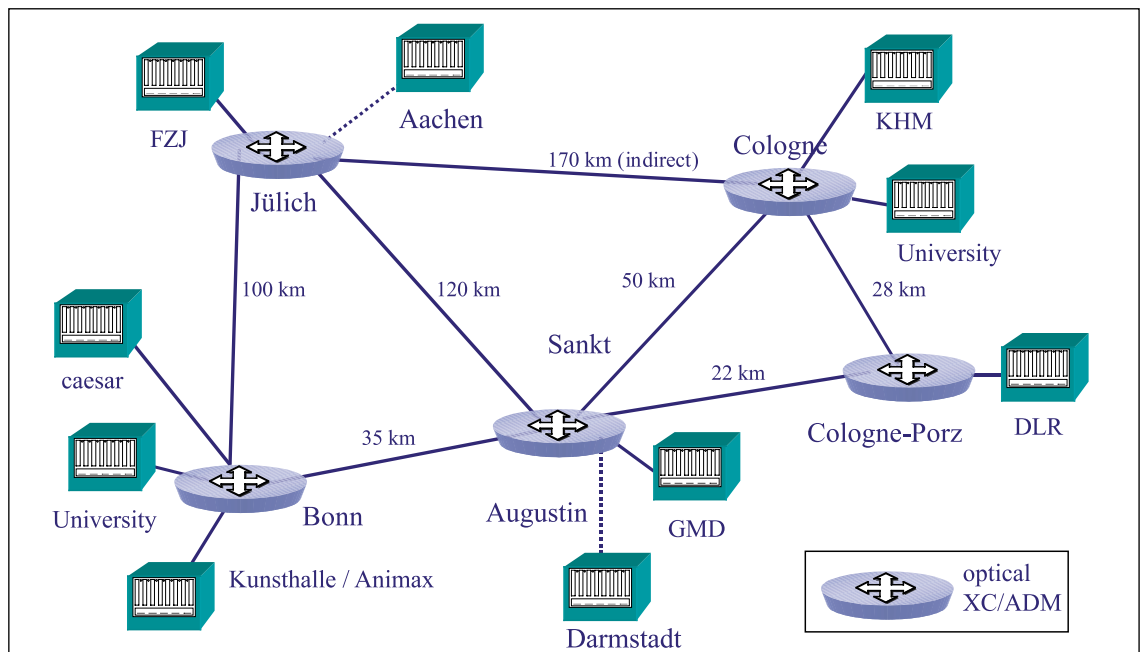 FZJ
Aachen
KHM
Cologne
170 km (indirect)
Jülich
University
100 km
120 km
50 km
28 km
Sankt
caesar
22 km
35 km
Cologne-Porz
DLR
University
Bonn
Augustin
GMD
Kunsthalle / Animax
optical
XC/ADM
Darmstadt